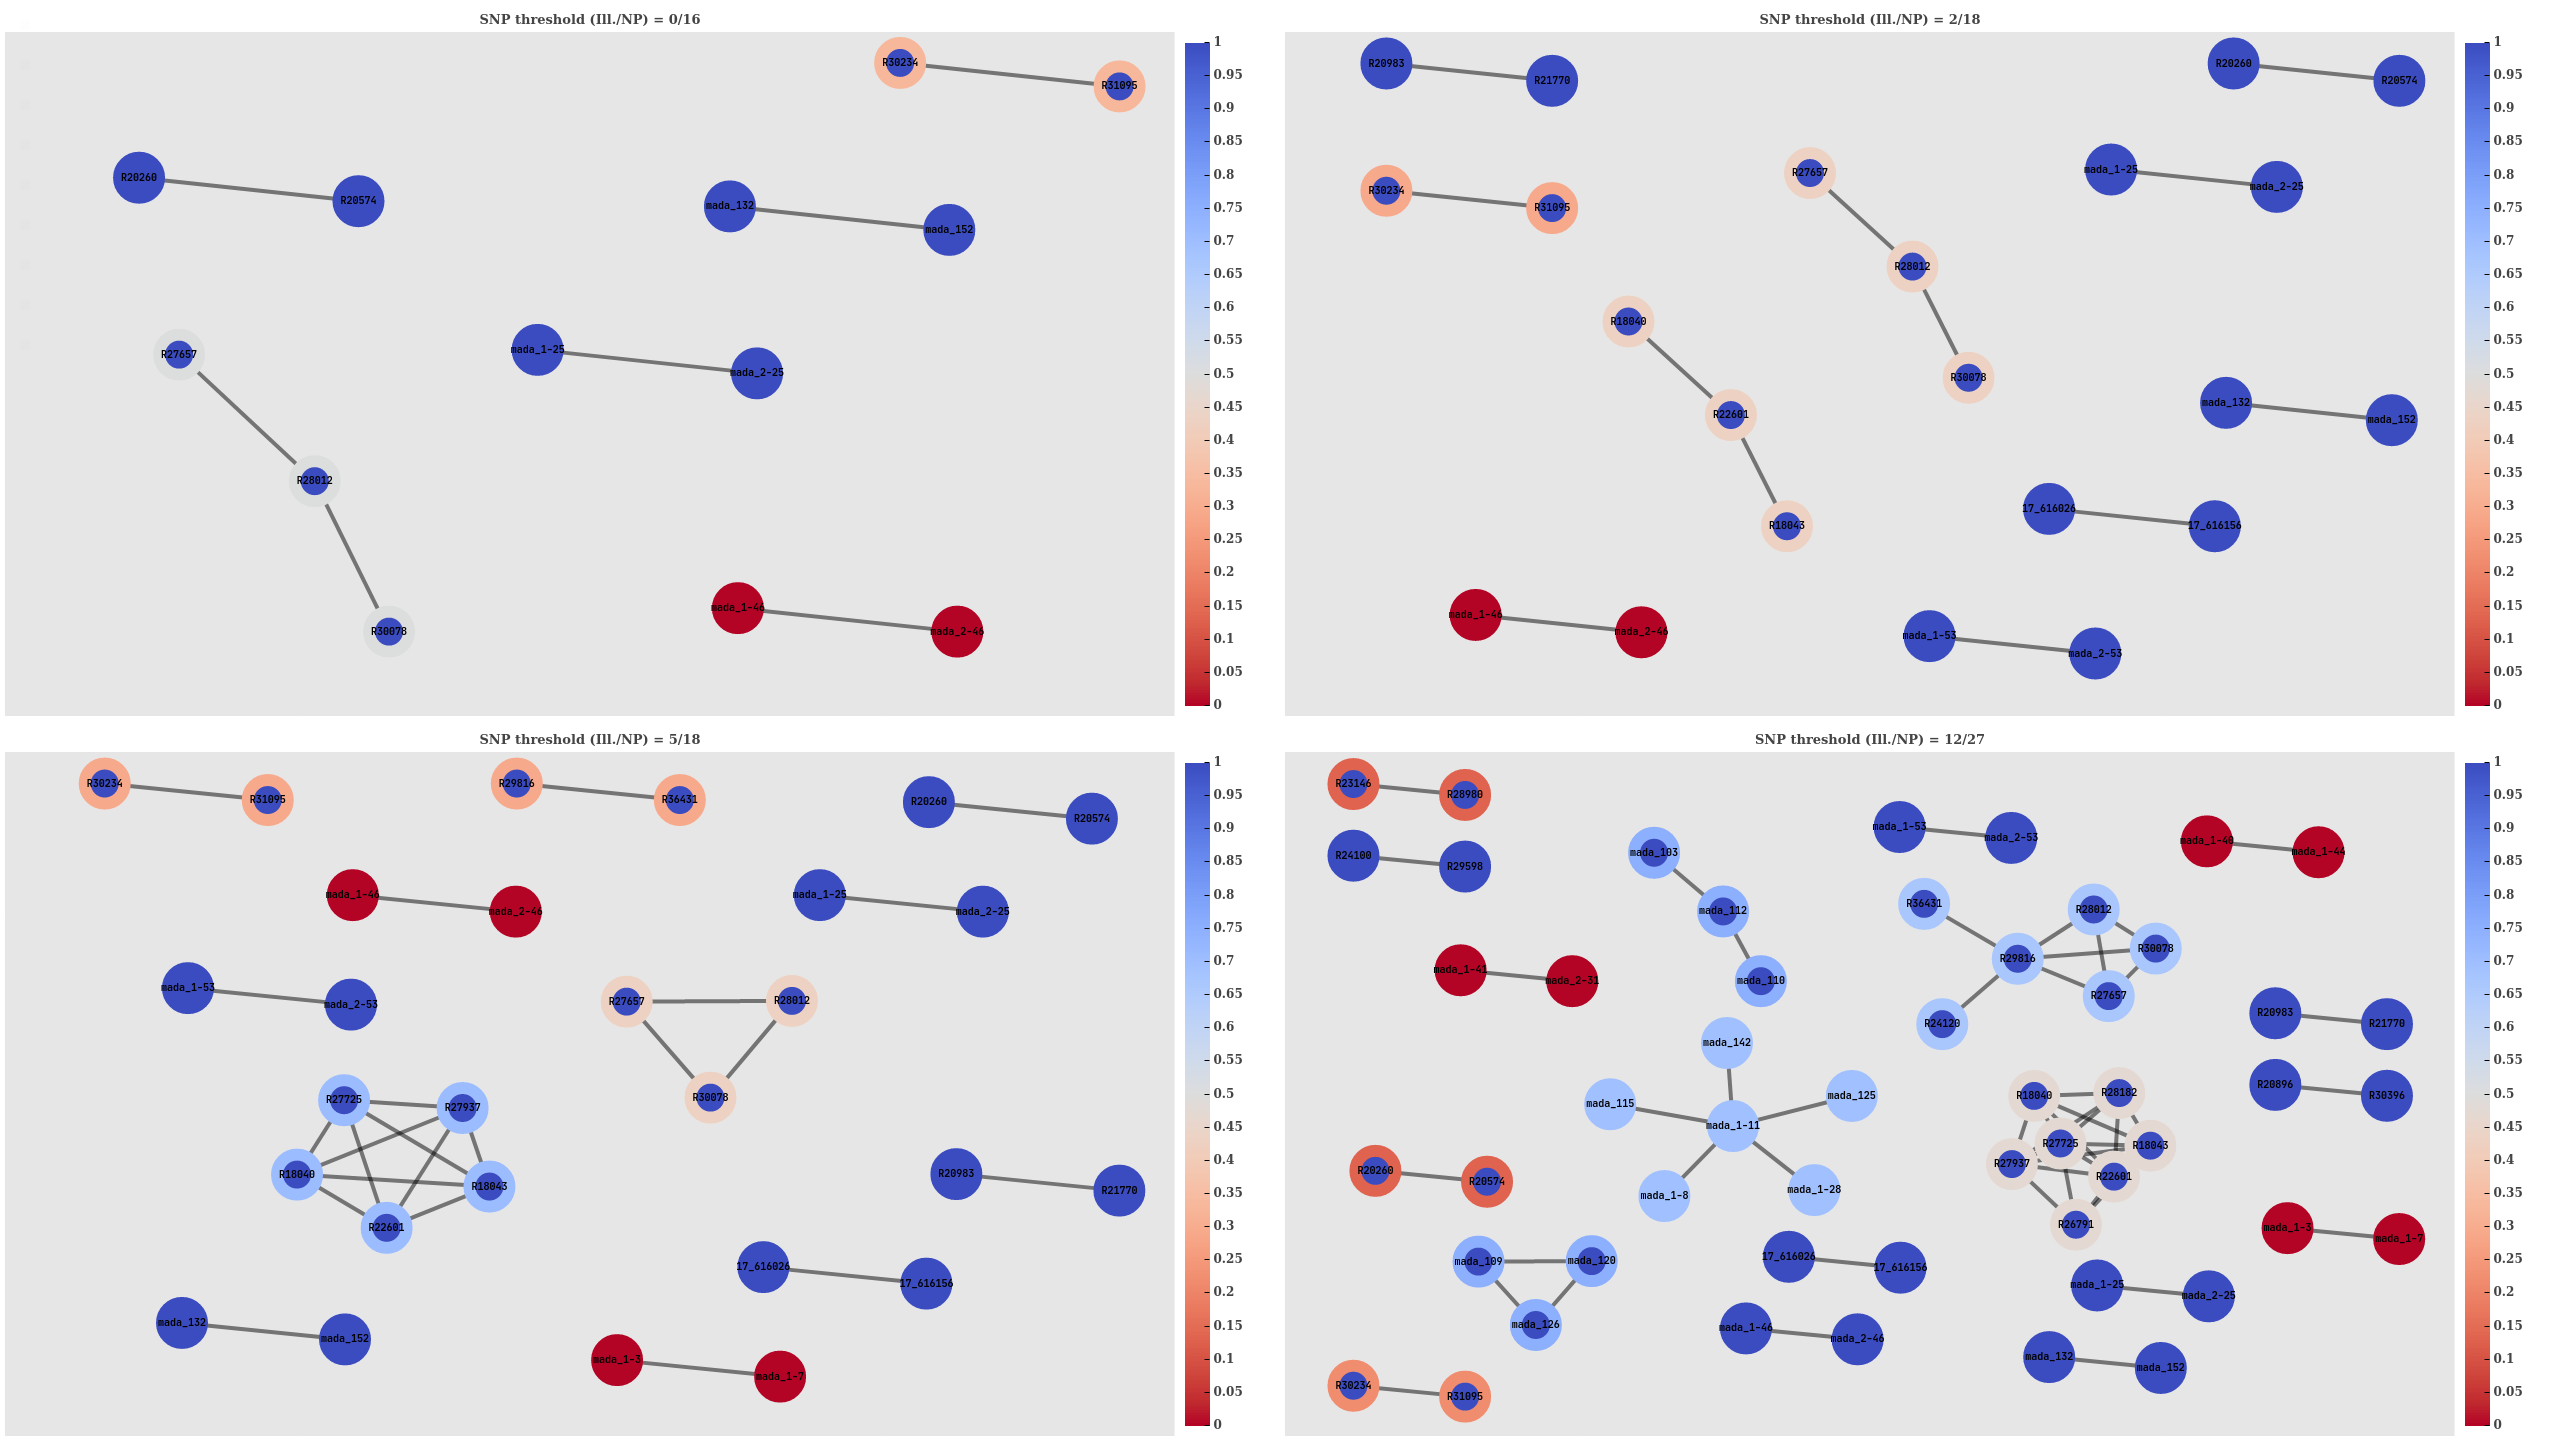 SNP threshold (Ill./NP) = 0/16
R30234
R31095
R20260
R20574
mada_132
mada_152
R27657
mada_1-25
mada_2-25
R28012
R30078
mada_1-46
mada_2-46
1
0.95
0.9
0.85
0.8
0.75
0.7
0.65
0.6
0.55
0.5
0.45
0.4
0.35
0.3
0.25
0.2
0.15
0.1
0.05
0
SNP threshold (Ill./NP) = 2/18
R20983
R21770
R20260
R20574
R30234
R31095
R27657
mada_1-25
mada_2-25
R28012
R18040
R30078
R22601
mada_132
mada_152
R18043
17_616026
17_616156
mada_1-46
mada_2-46
mada_1-53
mada_2-53
1
0.95
0.9
0.85
0.8
0.75
0.7
0.65
0.6
0.55
0.5
0.45
0.4
0.35
0.3
0.25
0.2
0.15
0.1
0.05
0
SNP threshold (Ill./NP) = 5/18
R30234
R31095
R29816
R36431
R20260
R20574
mada_1-46
mada_2-46
mada_1-25
mada_2-25
mada_1-53
mada_2-53
R27657
R28012
R30078
R27725
R27937
R18040
R18043
R22601
R20983
R21770
17_616026
17_616156
mada_132
mada_152
mada_1-3
mada_1-7
1
0.95
0.9
0.85
0.8
0.75
0.7
0.65
0.6
0.55
0.5
0.45
0.4
0.35
0.3
0.25
0.2
0.15
0.1
0.05
0
SNP threshold (Ill./NP) = 12/27
R23146
R28980
R24100
R29598
mada_103
mada_112
mada_110
mada_1-53
mada_2-53
mada_1-40
mada_1-44
R36431
R28012
R30078
R29816
R27657
R24120
mada_1-41
mada_2-31
mada_142
mada_115
mada_125
mada_1-11
mada_1-8
mada_1-28
R20983
R21770
R20896
R30396
R18040
R28182
R27725
R18043
R27937
R22601
R26791
R20260
R20574
mada_1-3
mada_1-7
mada_109
mada_120
mada_126
17_616026
17_616156
mada_1-25
mada_2-25
mada_1-46
mada_2-46
mada_132
mada_152
R30234
R31095
1
0.95
0.9
0.85
0.8
0.75
0.7
0.65
0.6
0.55
0.5
0.45
0.4
0.35
0.3
0.25
0.2
0.15
0.1
0.05
0